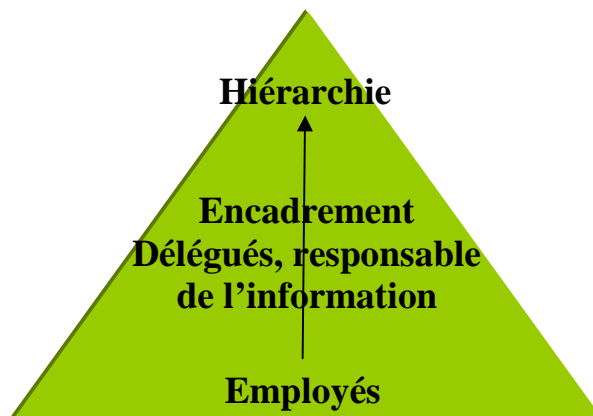 Hiérarchie
Encadrement
Délégués, responsable
de l’information
Employés